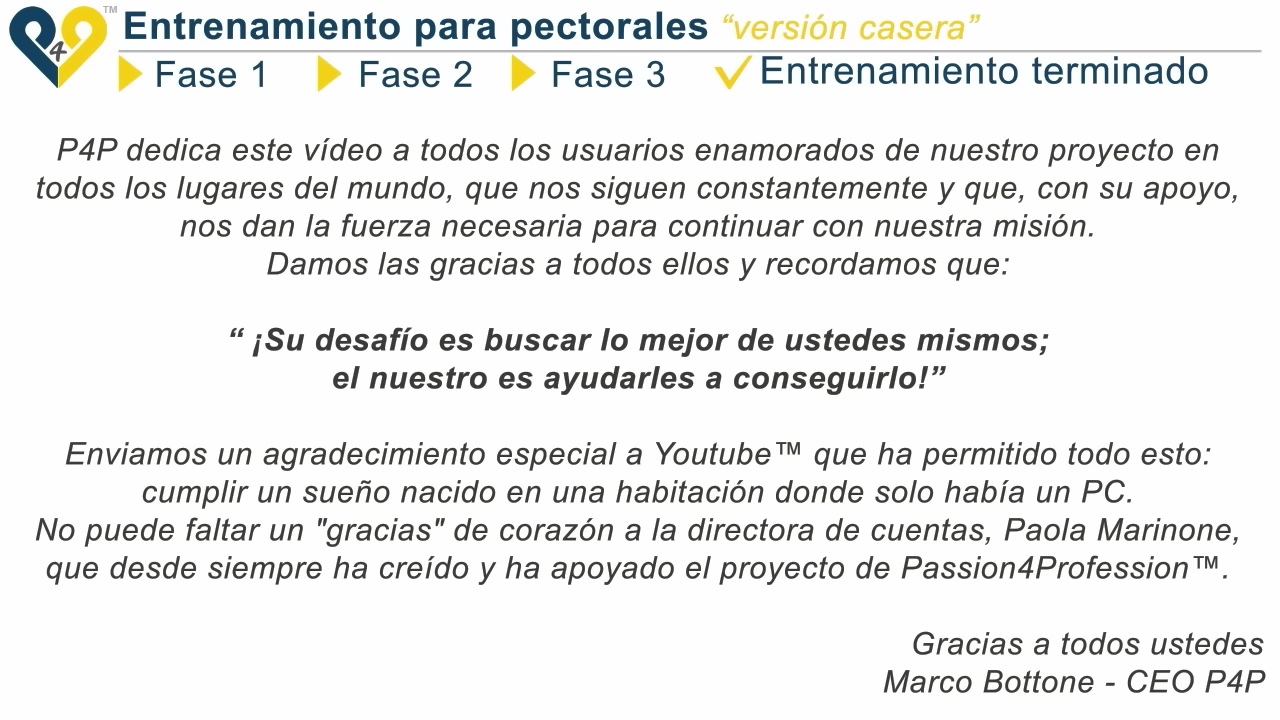 4
TM
Entrenamiento para pectorales “versión casera”
Fase 1 Fase 2 Fase 3 Entrenamiento terminado
P4P dedica este vídeo a todos los usuarios enamorados de nuestro proyecto en
todos los lugares del mundo, que nos siguen constantemente y que, con su apoyo,
nos dan la fuerza necesaria para continuar con nuestra misión.
Damos las gracias a todos ellos y recordamos que:
“ ¡Su desafío es buscar lo mejor de ustedes mismos;
el nuestro es ayudarles a conseguirlo!”
Enviamos un agradecimiento especial a Youtube™ que ha permitido todo esto:
cumplir un sueño nacido en una habitación donde solo había un PC.
No puede faltar un "gracias" de corazón a la directora de cuentas, Paola Marinone,
que desde siempre ha creído y ha apoyado el proyecto de Passion4Profession™.
Gracias a todos ustedes
Marco Bottone - CEO P4P